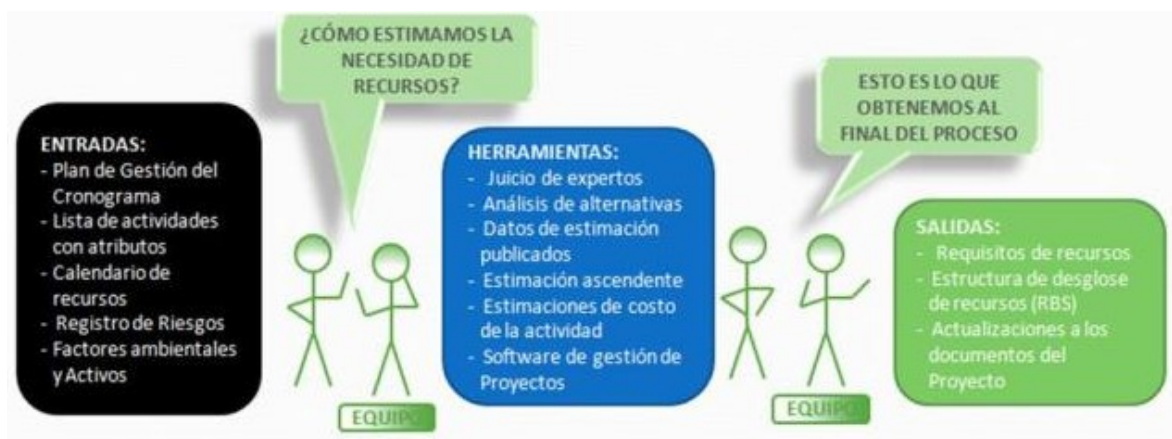 ¿CÓMO ESTIMAMOS LA
NECESIDAD DE
RECURSOS?
ESTO ES LO QUE
OBTENEMOS AL
FINAL DEL PROCESO
ENTRADAS:
- Plan de Gestión del
Cronograma
- Lista de actividades
con atributos
- Calendario de
recursos
- Registro de Riesgos
- Factores ambientales
y Activos
HERRAMIENTAS:
- Juicio de expertos
- Análisis de alternativas
- Datos de estimación
publicados
- Estimación ascendente
- Estimaciones de costo
de la actividad
- Software de gestión de
Proyectos
SALIDAS:
- Requisitos de recursos
- Estructura de desglose
de recursos (RBS)
- Actualizaciones a los
documentos del
Proyecto
EQUIPO
EQUIPO